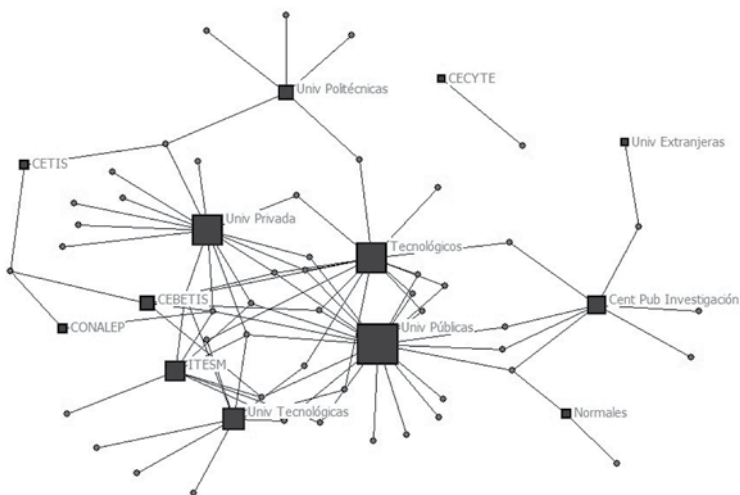 Univ Politécnicas
CECYTE
Univ Extranjeras
CETIS
Univ Privada
Tecnológicos
CEBETIS
Cent Pub Investigación
CONALEP
Univ Públicas
ITESM
Univ Tecnológicas
Normales